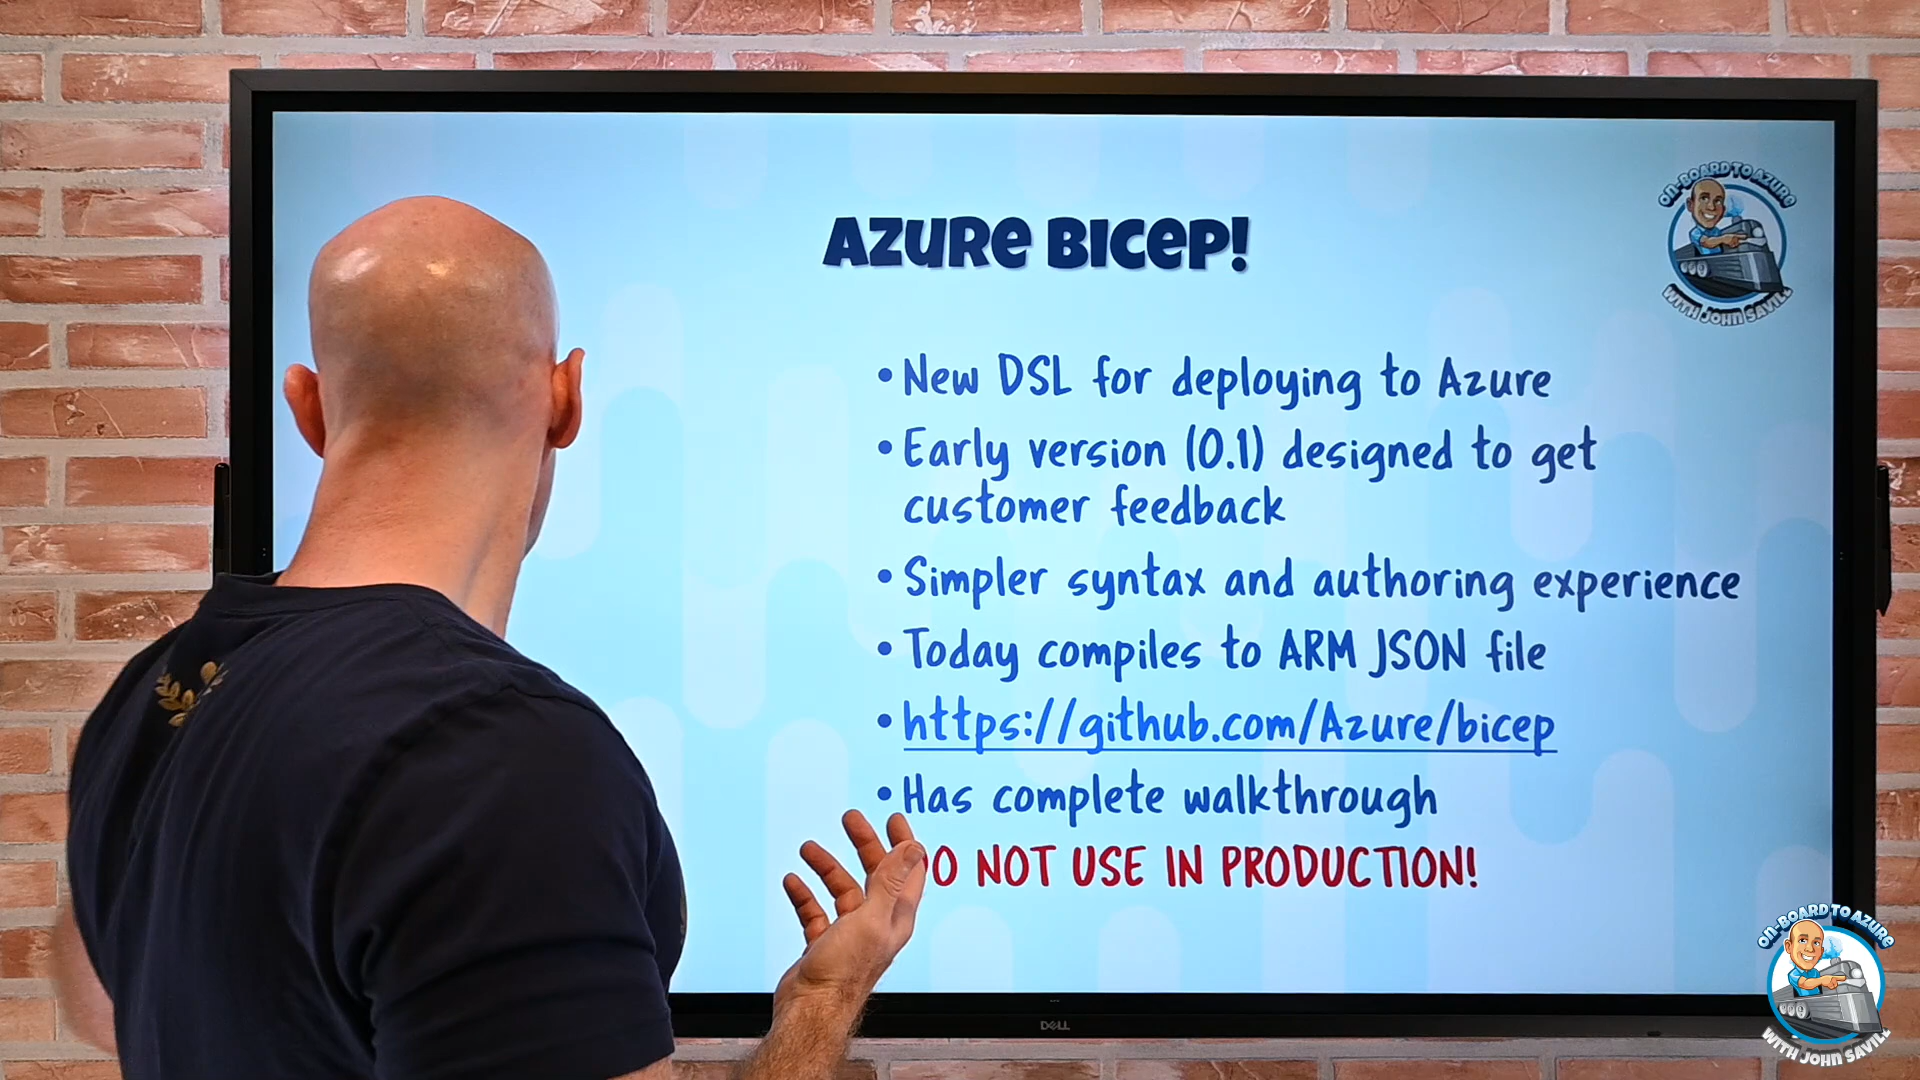 ON-BOARD TO AZURE
WITH JOHN SAVILL
AZURE BICEP!
• New DSL for deploying to Azure
• Early version (0.1) designed to get
customer feedback
• Simpler syntax and authoring experience
• Today compiles to ARM JSON file
• https://github.com/Azure/bicep
• Has complete walkthrough
DO NOT USE IN PRODUCTION!
DELL
ON-BOARD TO AZURE
WITH JOHN SAVILL